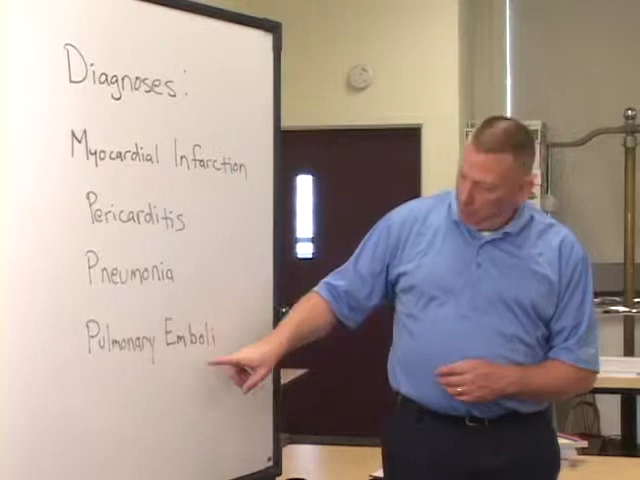 Diagnoses:
Myocardial Infarction
Pericarditis
Pneumonia
Pulmonary Emboli